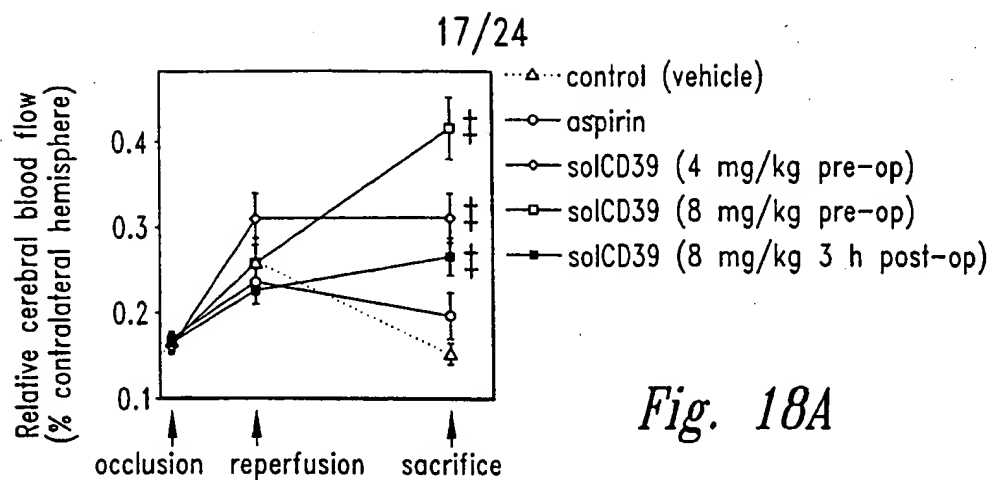 17/24
Relative cerebral blood flow
(% contralateral hemisphere)
0.4
0.3
0.2
0.1
occlusion reperfusion sacrifice
‡
‡
‡
control (vehicle)
aspirin
solCD39 (4 mg/kg pre-op)
solCD39 (8 mg/kg pre-op)
solCD39 (8 mg/kg 3 h post-op)
Fig. 18A